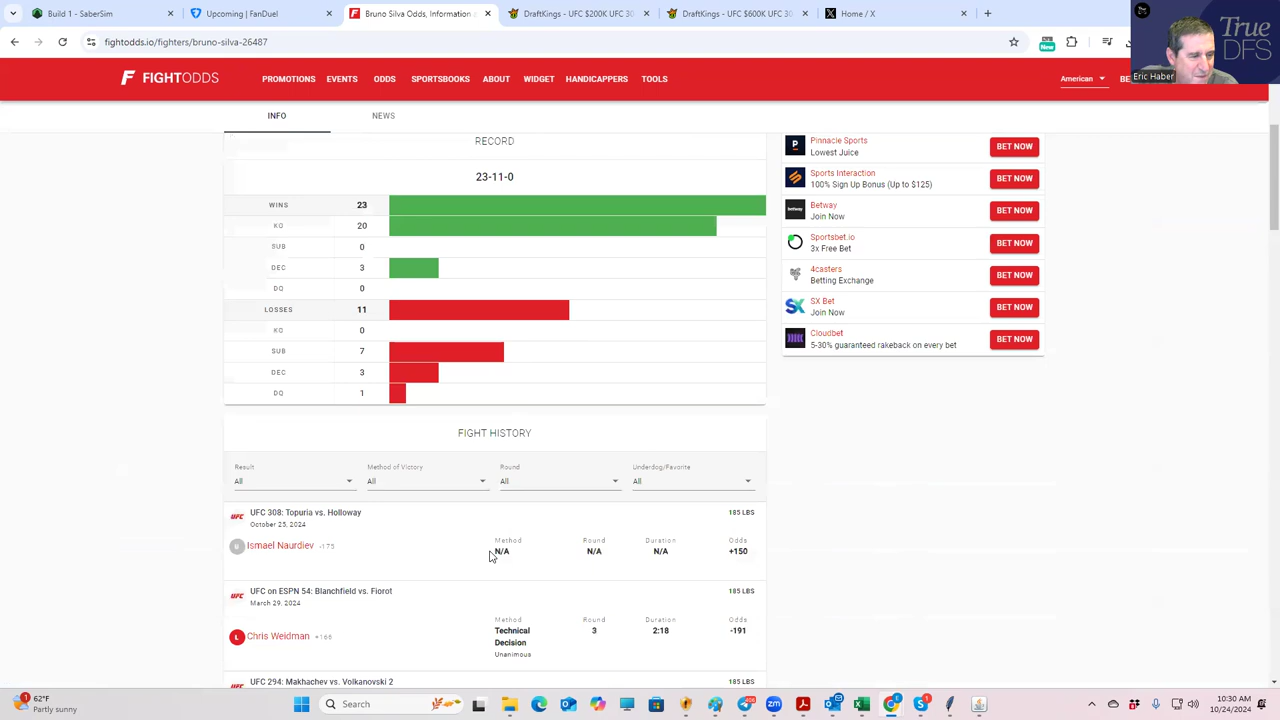 Build 1 - SaberSim
Upcoming | FanDuel
Bruno Silva Odds, Information a
DraftKings - UFC $200K UFC 30
DraftKings - UFC $600K UFC 30
Home / X
fightodds.io/fighters/bruno-silva-26487
New
True
DFS
Eric Haber
FIGHTODDS
PROMOTIONS
EVENTS
ODDS
SPORTSBOOKS
ABOUT
WIDGET
HANDICAPPERS
TOOLS
American
BE
INFO
NEWS
RECORD
23-11-0
WINS 23
KO 20
SUB 0
DEC 3
DQ 0
LOSSES 11
KO 0
SUB 7
DEC 3
DQ 1
Pinnacle Sports
Lowest Juice
BET NOW
Sports Interaction
100% Sign Up Bonus (Up to $125)
BET NOW
Betway
Join Now
BET NOW
Sportsbet.io
3x Free Bet
BET NOW
4casters
Betting Exchange
BET NOW
SX Bet
Join Now
BET NOW
Cloudbet
5-30% guaranteed rakeback on every bet
BET NOW
FIGHT HISTORY
Result
All
Method of Victory
All
Round
All
Underdog/Favorite
All
UFC
UFC 308: Topuria vs. Holloway
October 25, 2024
185 LBS
Ismael Naurdiev -175
Method
N/A
Round
N/A
Duration
N/A
Odds
+150
UFC
UFC on ESPN 54: Blanchfield vs. Fiorot
March 29, 2024
185 LBS
L
Chris Weidman +166
Method
Technical
Decision
Unanimous
Round
3
Duration
2:18
Odds
-191
UFC 294: Makhachev vs. Volkanovski 2
185 LBS
62°F
Partly sunny
Search
10:30 AM
10/24/2024